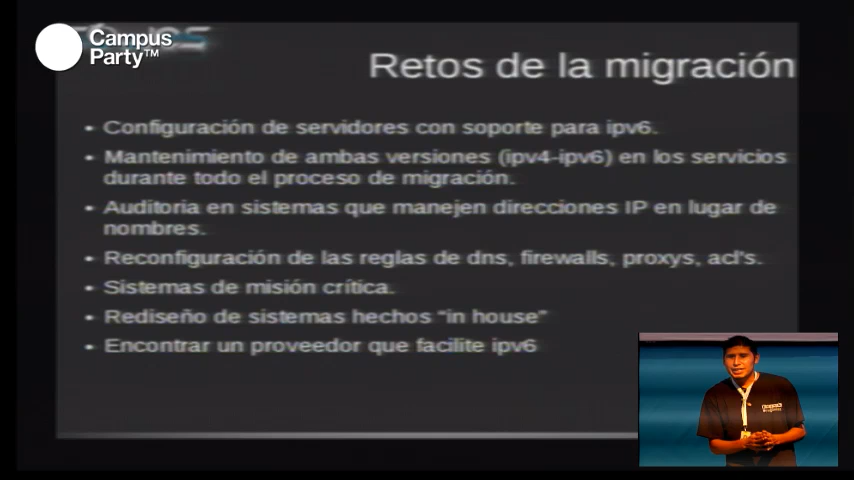 Campus
Party™
Retos de la migración
• Configuración de servidores con soporte para ipv6.
• Mantenimiento de ambas versiones (ipv4-ipv6) en los servicios
durante todo el proceso de migración.
• Auditoria en sistemas que manejen direcciones IP en lugar de
nombres.
• Reconfiguración de las reglas de dns, firewalls, proxys, acl's.
• Sistemas de misión crítica.
• Rediseño de sistemas hechos “in house”
• Encontrar un proveedor que facilite ipv6